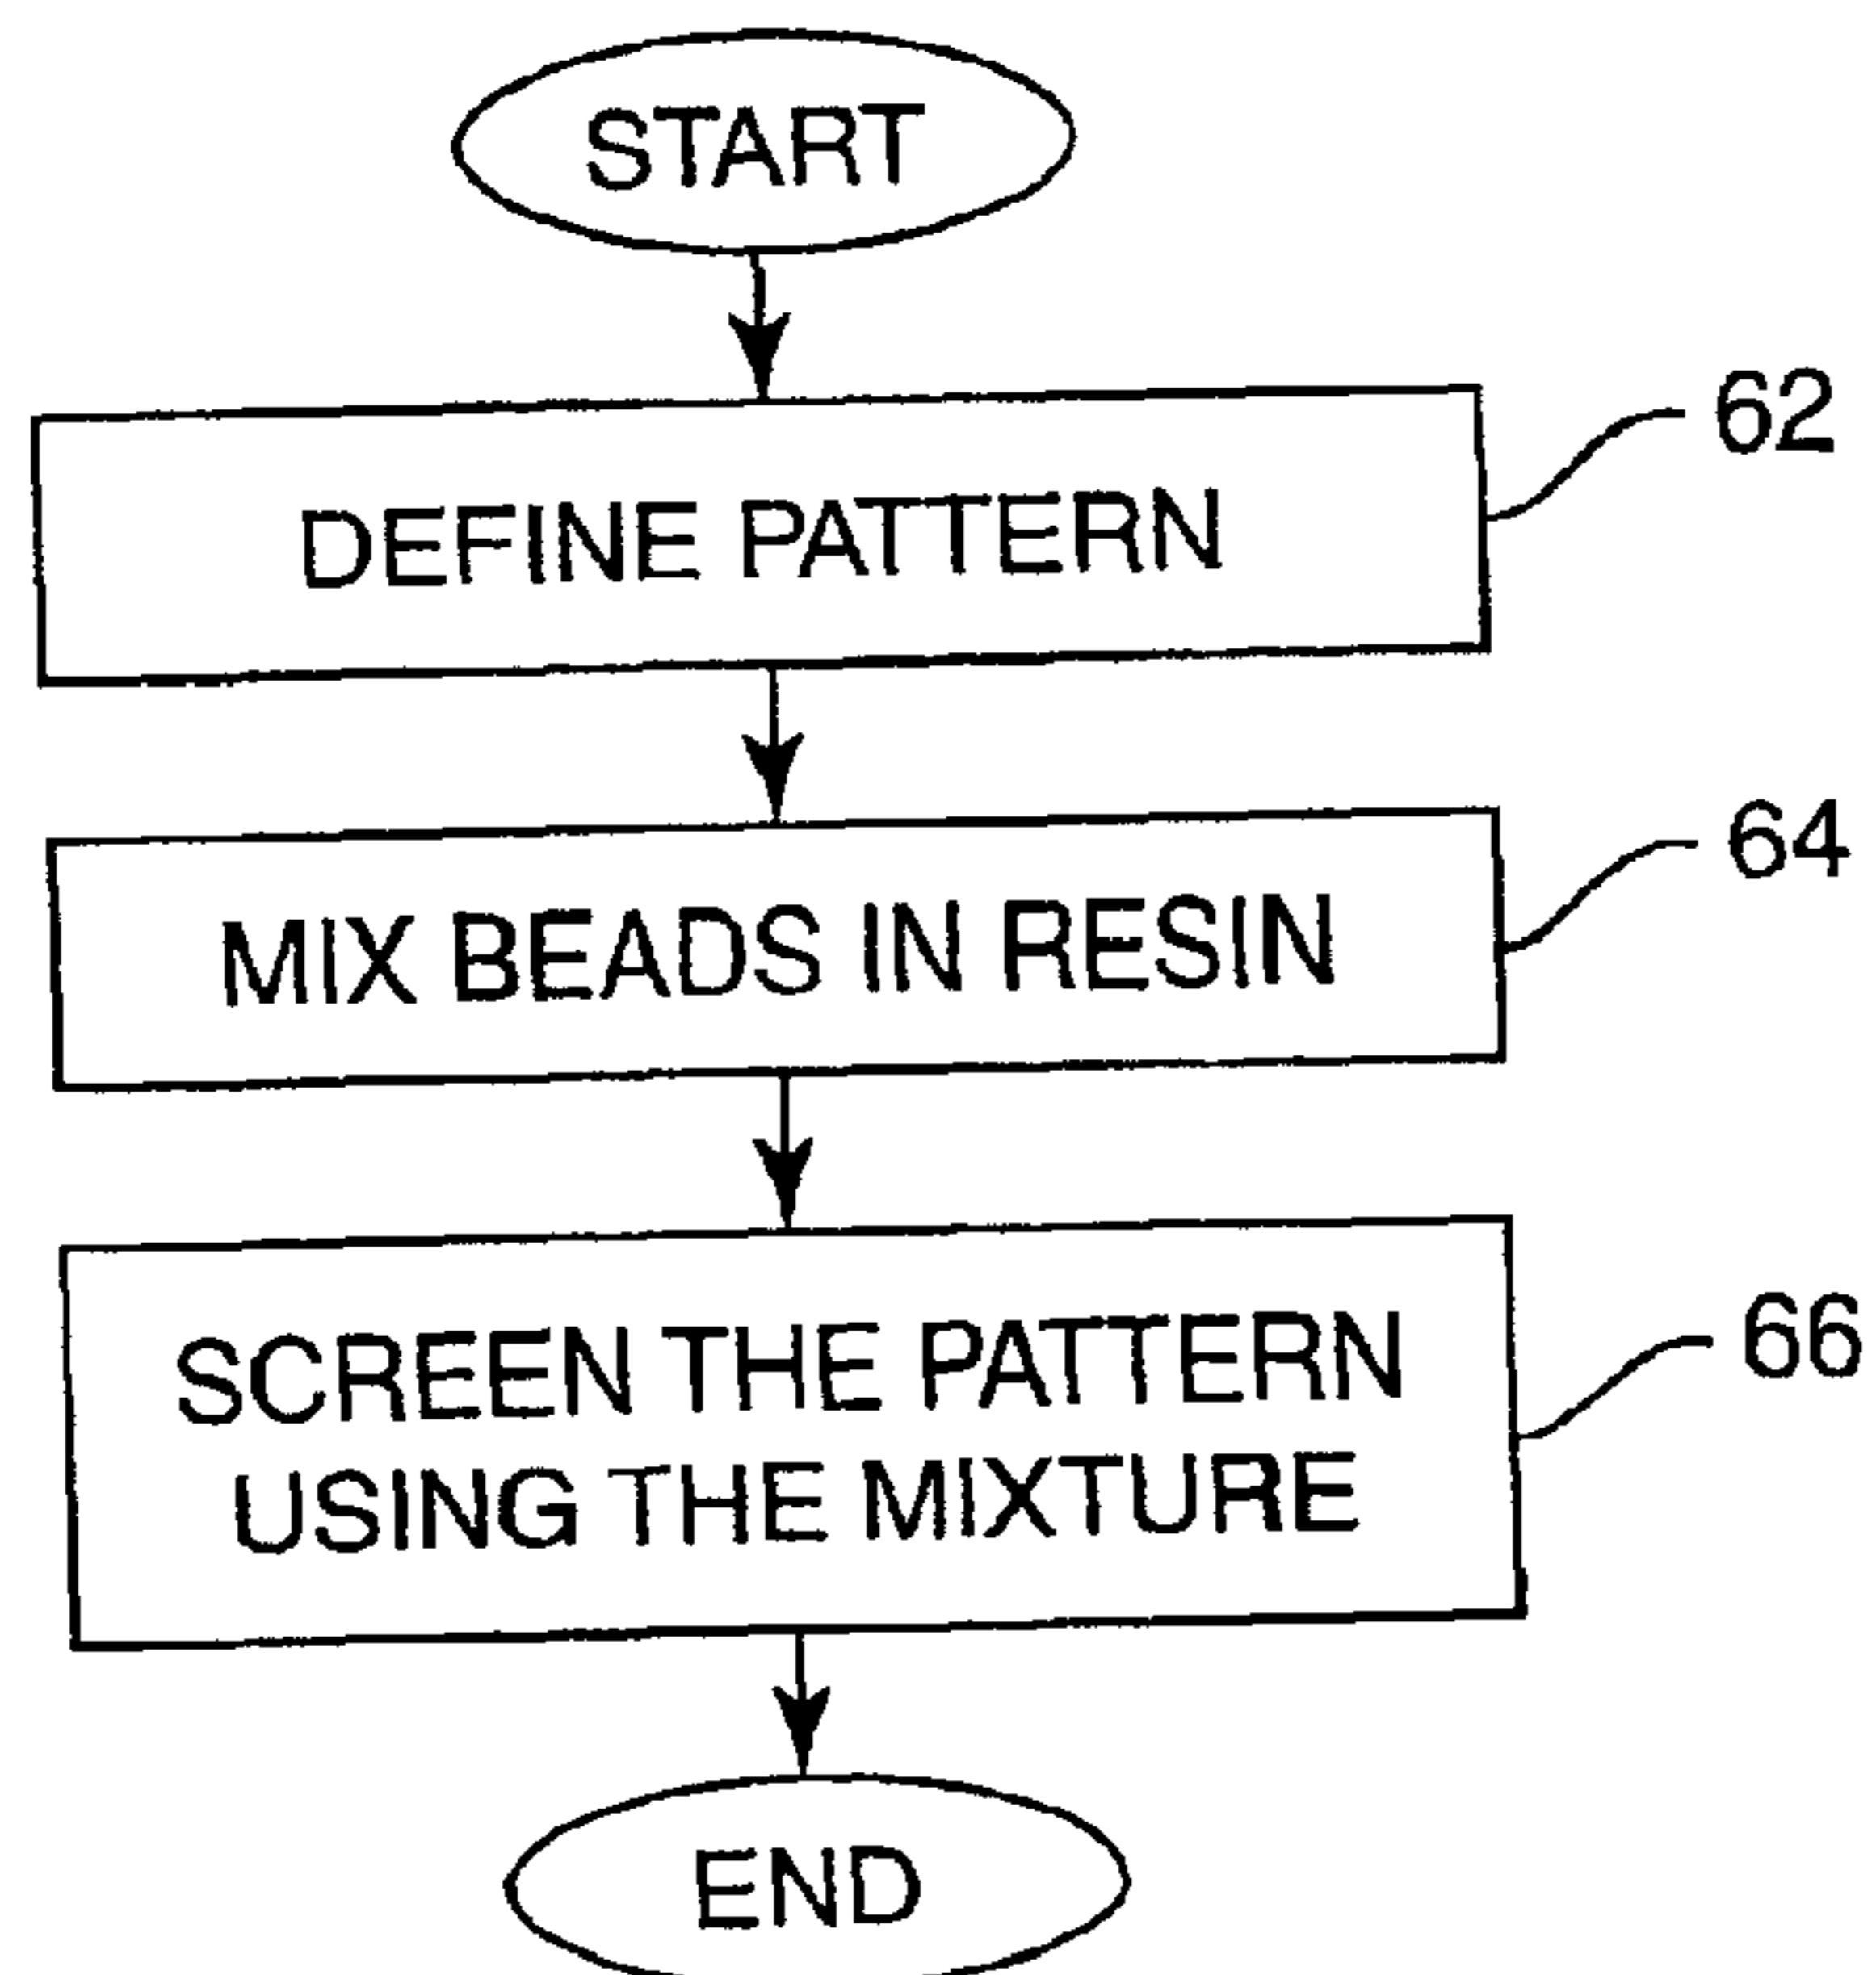 START
62
DEFINE PATTERN
64
MIX BEADS IN RESIN
66
SCREEN THE PATTERN
USING THE MIXTURE
END